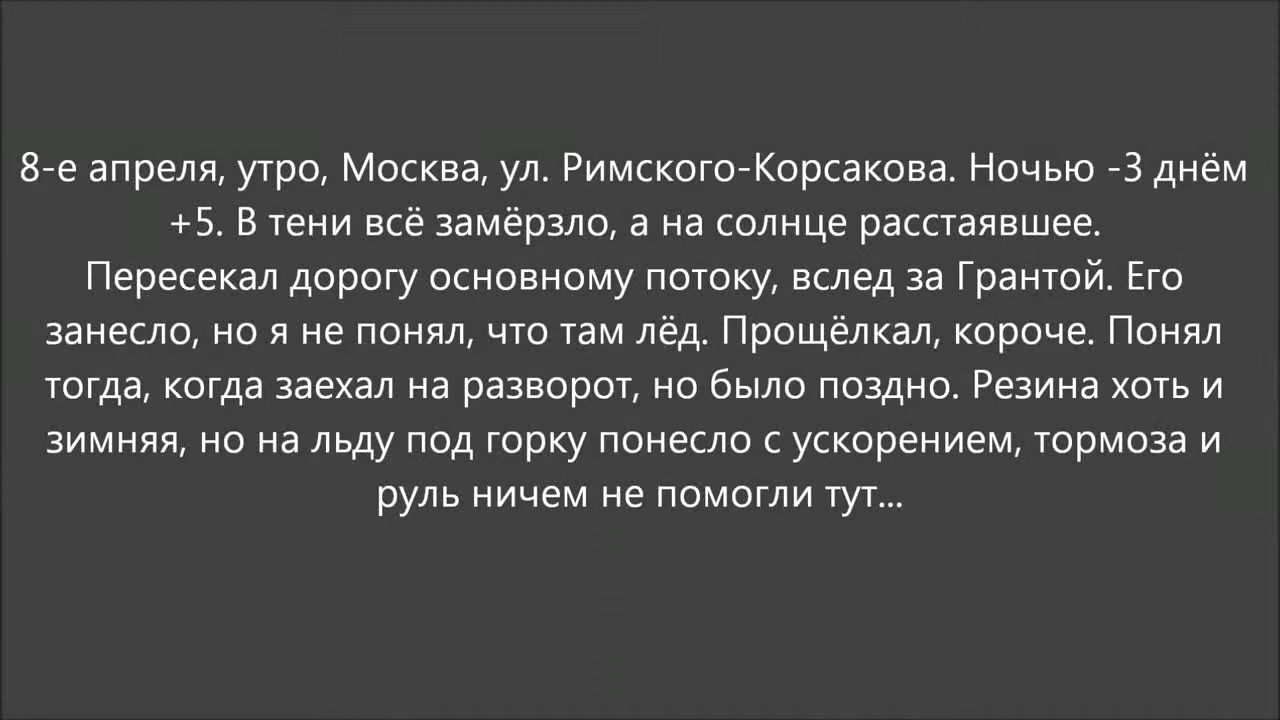 8-е апреля, утро, Москва, ул. Римского-Корсакова. Ночью -3 днём
+5. В тени всё замёрзло, а на солнце расстаявшее.
Пересекал дорогу основному потоку, вслед за Грантой. Его
занесло, но я не понял, что там лёд. Прощёлкал, короче. Понял
тогда, когда заехал на разворот, но было поздно. Резина хоть и
зимняя, но на льду под горку понесло с ускорением, тормоза и
руль ничем не помогли тут...